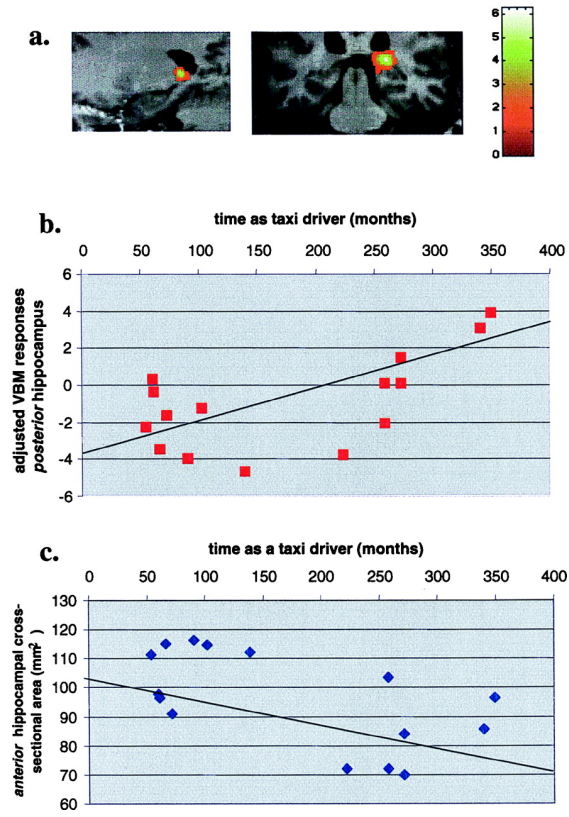 a.
6
5
4
3
2
1
0
b.
time as taxi driver (months)
0 50 100 150 200 250 300 350 400
adjusted VBM responses
posterior hippocampus
6
4
2
0
-2
-4
-6
c.
time as a taxi driver (months)
0 50 100 150 200 250 300 350 400
anterior hippocampal cross-
sectional area (mm²)
130
120
110
100
90
80
70
60